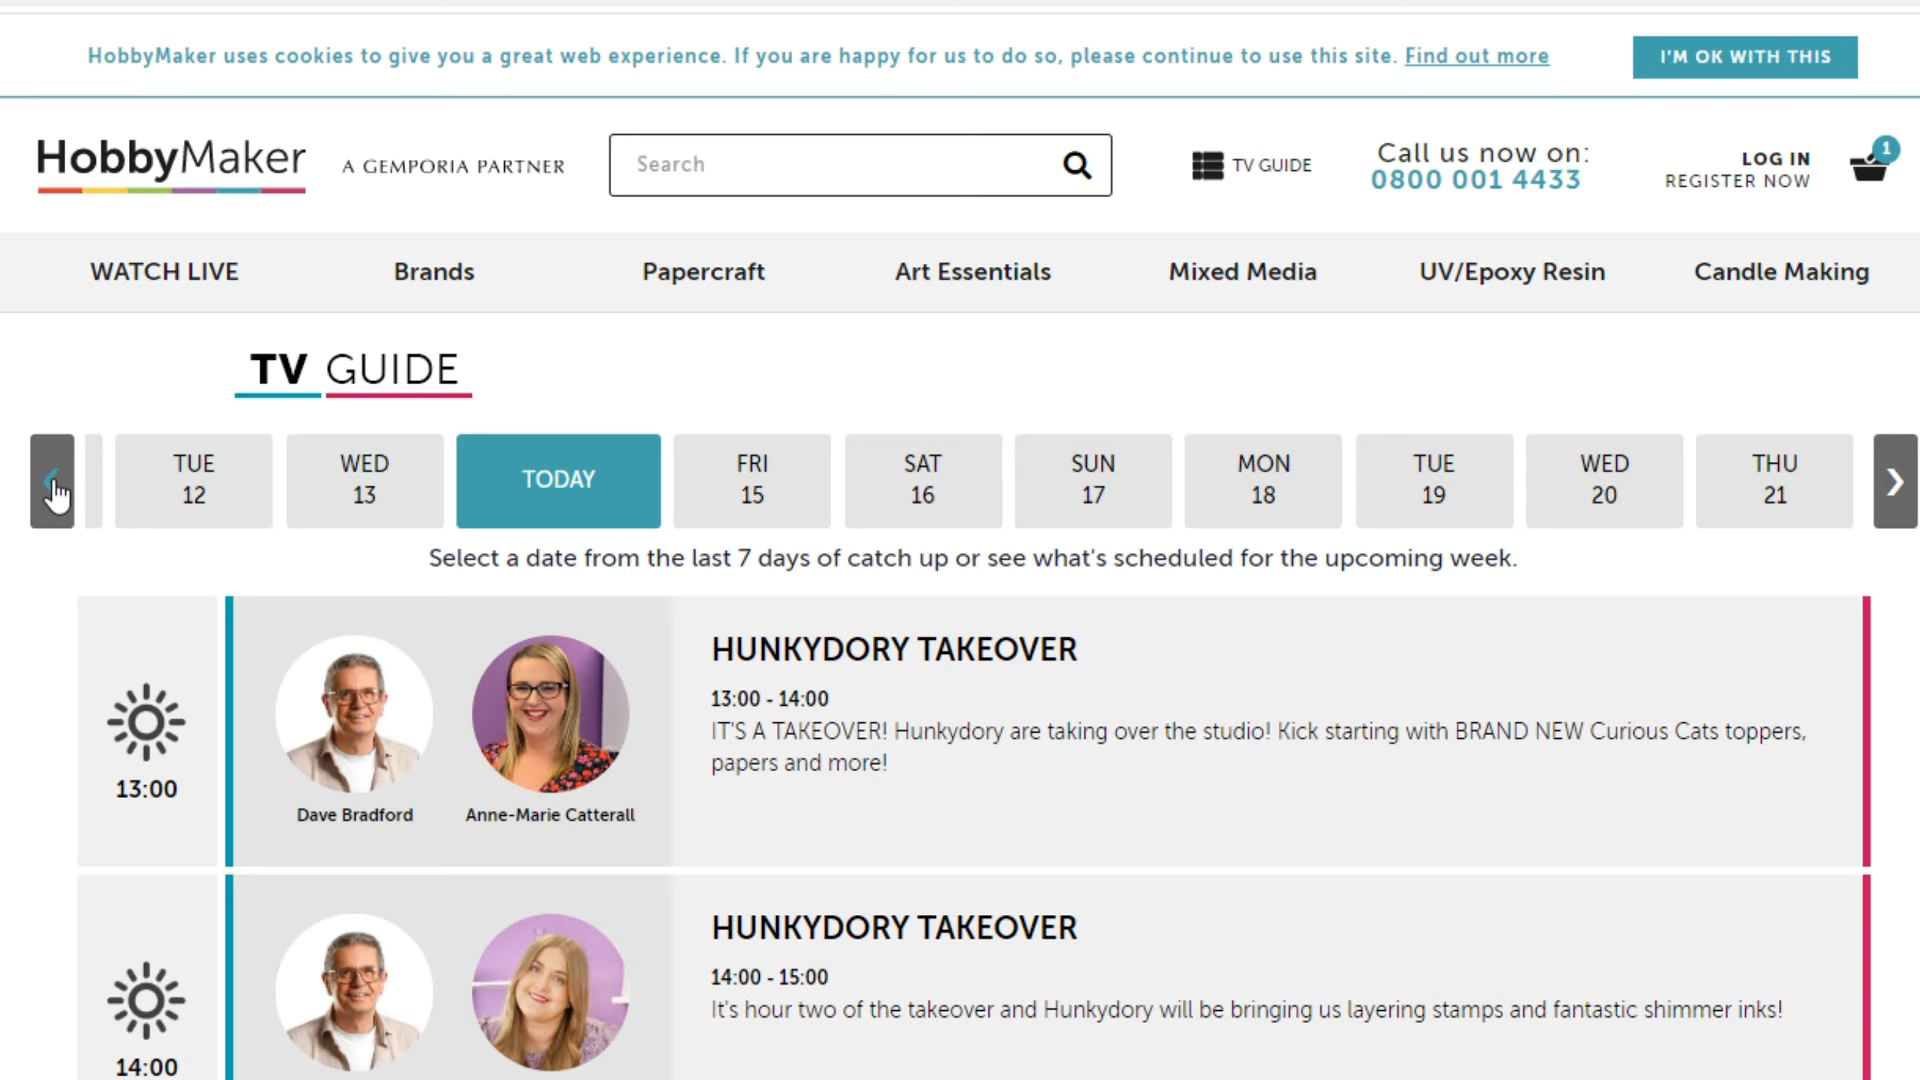 HobbyMaker uses cookies to give you a great web experience. If you are happy for us to do so, please continue to use this site. Find out more
I'M OK WITH THIS
HobbyMaker
A GEMPORIA PARTNER
Search
TV GUIDE
Call us now on:
0800 001 4433
LOG IN
REGISTER NOW
1
WATCH LIVE
Brands
Papercraft
Art Essentials
Mixed Media
UV/Epoxy Resin
Candle Making
TV GUIDE
TUE
12
WED
13
TODAY
FRI
15
SAT
16
SUN
17
MON
18
TUE
19
WED
20
THU
21
Select a date from the last 7 days of catch up or see what's scheduled for the upcoming week.
13:00
Dave Bradford
Anne-Marie Catterall
HUNKYDORY TAKEOVER
13:00 - 14:00
IT'S A TAKEOVER! Hunkydory are taking over the studio! Kick starting with BRAND NEW Curious Cats toppers,
papers and more!
14:00
HUNKYDORY TAKEOVER
14:00 - 15:00
It's hour two of the takeover and Hunkydory will be bringing us layering stamps and fantastic shimmer inks!